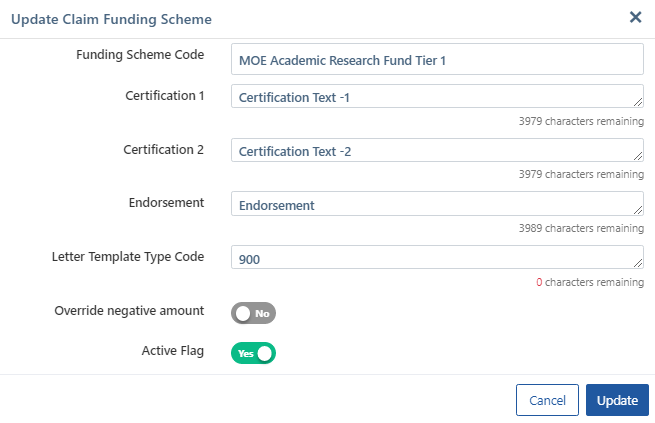 Update Claim Funding Scheme
Funding Scheme Code
MOE Academic Research Fund Tier 1
Certification 1
Certification Text -1
3979 characters remaining
Certification 2
Certification Text -2
3979 characters remaining
Endorsement
Endorsement
3989 characters remaining
Letter Template Type Code
900
0 characters remaining
Override negative amount
No
Active Flag
Yes
Cancel
Update